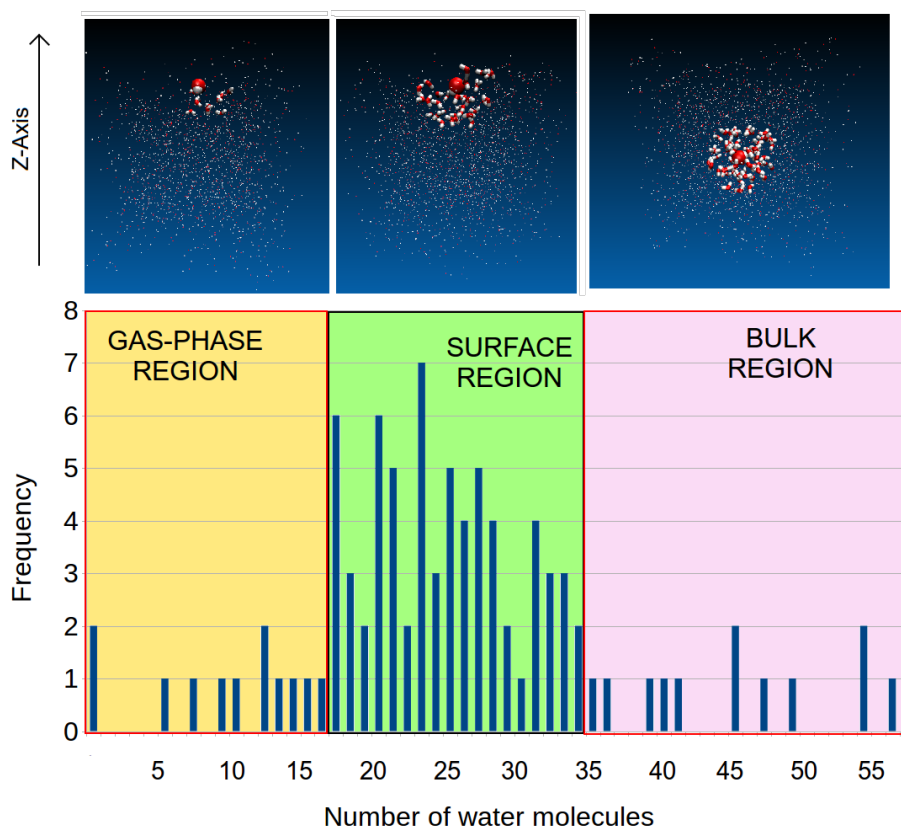 Z-Axis
GAS-PHASE
REGION
SURFACE
REGION
BULK
REGION
Frequency
8
7
6
5
4
3
2
1
0
5 10 15 20 25 30 35 40 45 50 55
Number of water molecules